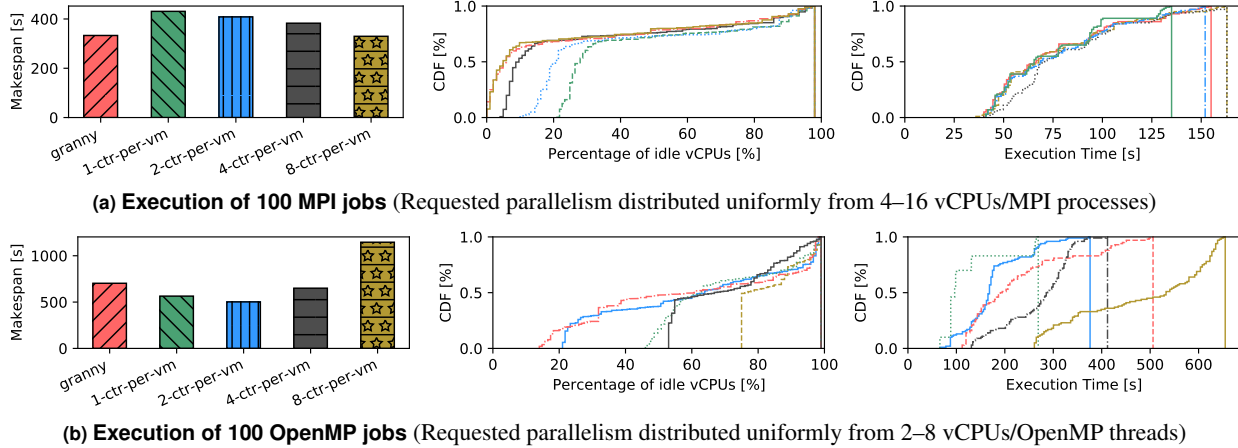 Makespan [s]
400
200
0
granny
1-ctr-per-vm
2-ctr-per-vm
4-ctr-per-vm
8-ctr-per-vm
CDF [%]
1.0
0.5
0.0
0 20 40 60 80 100
Percentage of idle vCPUs [%]
CDF [%]
1.0
0.5
0.0
0 25 50 75 100 125 150
Execution Time [s]
(a) Execution of 100 MPI jobs (Requested parallelism distributed uniformly from 4–16 vCPUs/MPI processes)
Makespan [s]
1000
500
0
granny
1-ctr-per-vm
2-ctr-per-vm
4-ctr-per-vm
8-ctr-per-vm
CDF [%]
1.0
0.5
0.0
0 20 40 60 80 100
Percentage of idle vCPUs [%]
CDF [%]
1.0
0.5
0.0
0 100 200 300 400 500 600
Execution Time [s]
(b) Execution of 100 OpenMP jobs (Requested parallelism distributed uniformly from 2–8 vCPUs/OpenMP threads)